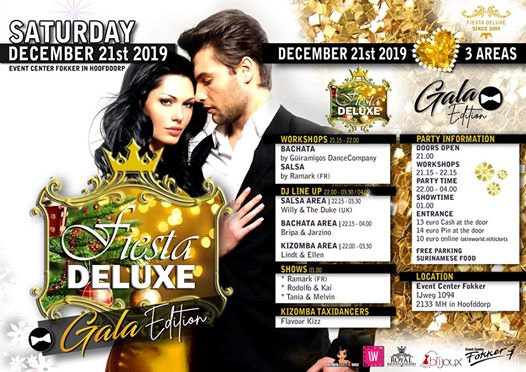 SATURDAY
DECEMBER 21st 2019
EVENT CENTER FOKKER IN HOOFDDORP
Fiesta
DELUXE
Gala Edition
DECEMBER 21st 2019
3 AREAS
FIESTA DELUXE
SINCE 2009
Fiesta
DELUXE
Gala
Edition
WORKSHOPS 21.15 - 22.00
BACHATA
by Güiramigos DanceCompany
SALSA
by Ramark (FR)
DJ LINE UP 22.00 - 03.30 / 04.00
SALSA AREA | 22.15 - 03.30
Willy & The Duke (UK)
BACHATA AREA | 22.15 - 04.00
Bripa & Jarzino
KIZOMBA AREA | 22.00 - 03.30
Lindt & Ellen
SHOWS 01.00
* Ramark (FR)
* Rodolfo & Kai
* Tania & Melvin
KIZOMBA TAXIDANCERS
Flavour Kizz
PARTY INFORMATION
DOORS OPEN
21.00
WORKSHOPS
21.15 - 22.15
PARTY TIME
22.00 - 04.00
SHOWTIME
01.00
ENTRANCE
13 euro Cash at the door
14 euro Pin at the door
10 euro online latinworld.nl/tickets
FREE PARKING
SURINAMESE FOOD
LOCATION
Event Center Fokker
IJweg 1094
2133 MH in Hoofddorp
LW
ROYAL
bijoux
Event Center
Fokker